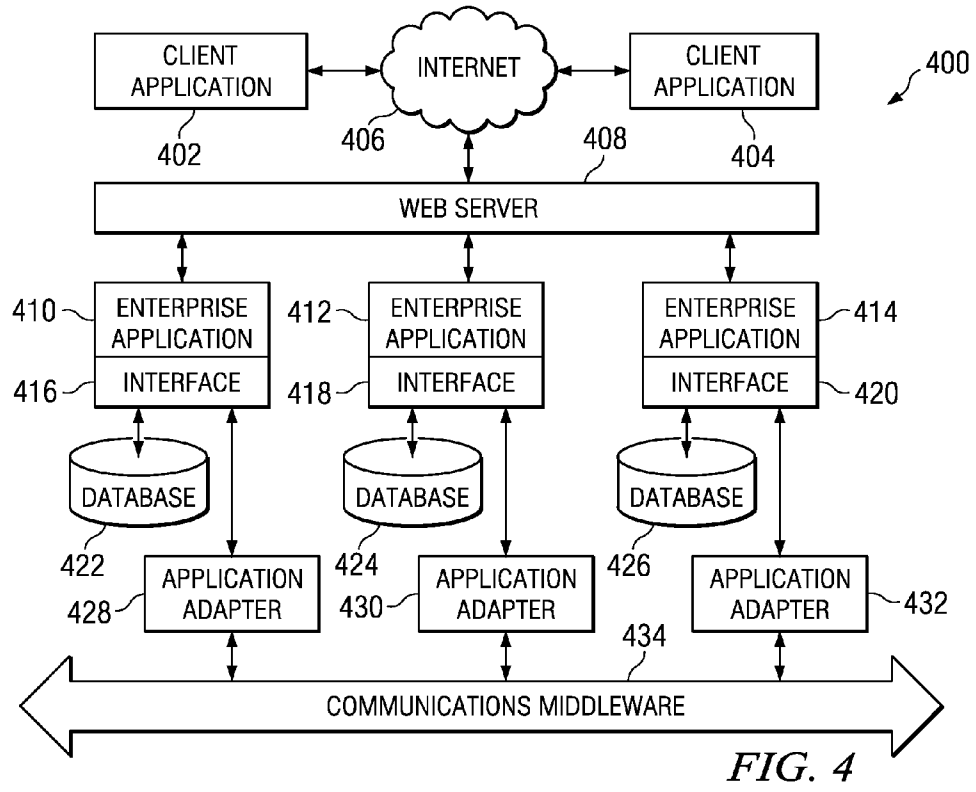 CLIENT
APPLICATION
INTERNET
CLIENT
APPLICATION
400
402
406
408
404
WEB SERVER
410
ENTERPRISE
APPLICATION
412
ENTERPRISE
APPLICATION
ENTERPRISE
APPLICATION
414
416
INTERFACE
418
INTERFACE
INTERFACE
420
DATABASE
DATABASE
DATABASE
422
424
426
428
APPLICATION
ADAPTER
430
APPLICATION
ADAPTER
APPLICATION
ADAPTER
432
434
COMMUNICATIONS MIDDLEWARE
FIG. 4